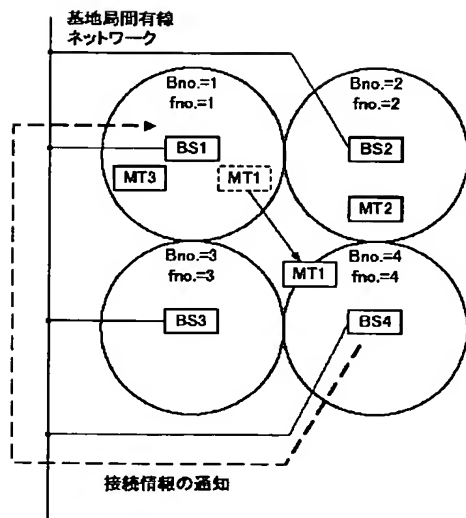 基地局間有線
ネットワーク
Bno.=1
fno.=1
Bno.=2
fno.=2
BS1
BS2
MT3
MT1
MT2
Bno.=3
fno.=3
Bno.=4
fno.=4
MT1
BS3
BS4
接続情報の通知